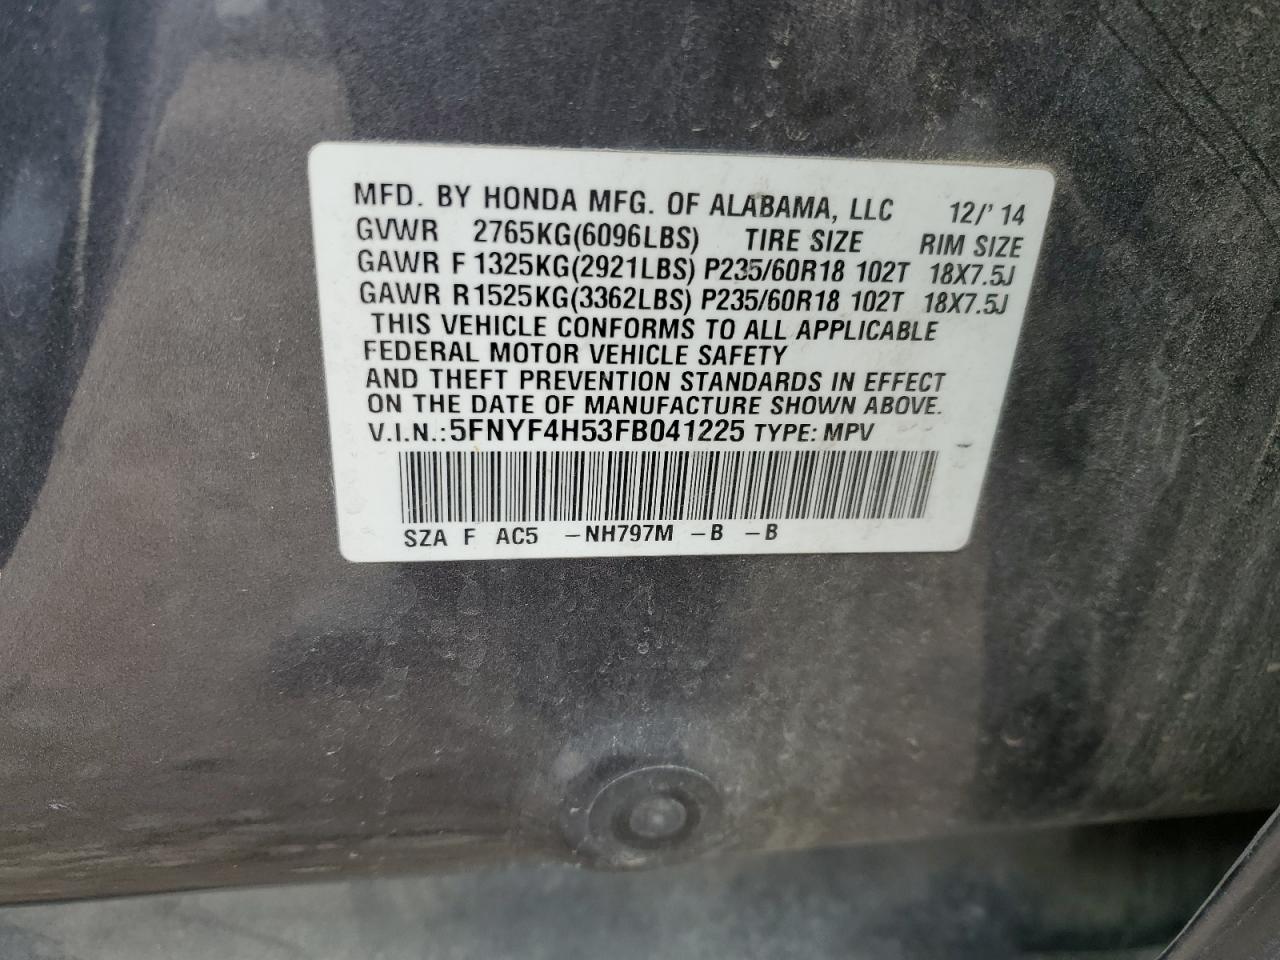 MFD. BY HONDA MFG. OF ALABAMA, LLC 12/'14
GVWR 2765KG(6096LBS) TIRE SIZE RIM SIZE
GAWR F 1325KG(2921LBS) P235/60R18 102T 18X7.5J
GAWR R1525KG(3362LBS) P235/60R18 102T 18X7.5J
THIS VEHICLE CONFORMS TO ALL APPLICABLE
FEDERAL MOTOR VEHICLE SAFETY
AND THEFT PREVENTION STANDARDS IN EFFECT
ON THE DATE OF MANUFACTURE SHOWN ABOVE.
V.I.N.:5FNYF4H53FB041225 TYPE: MPV
SZA F AC5 -NH797M -B -B